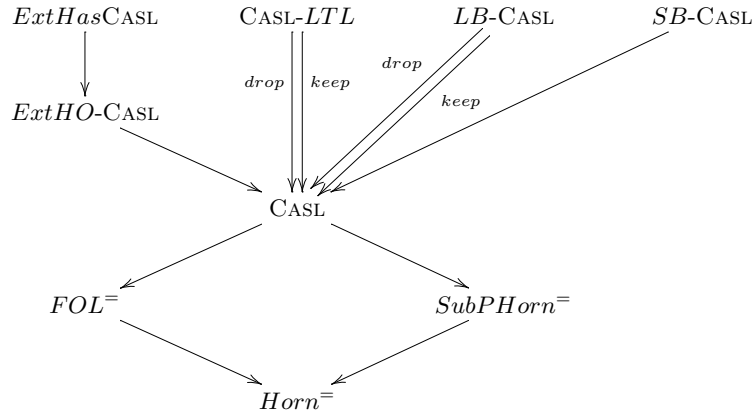 ExtHasCASL CASL-LTL LB-CASL SB-CASL
drop keep drop
keep
ExtHO-CASL
CASL
FOL= SubPHorn=
Horn=